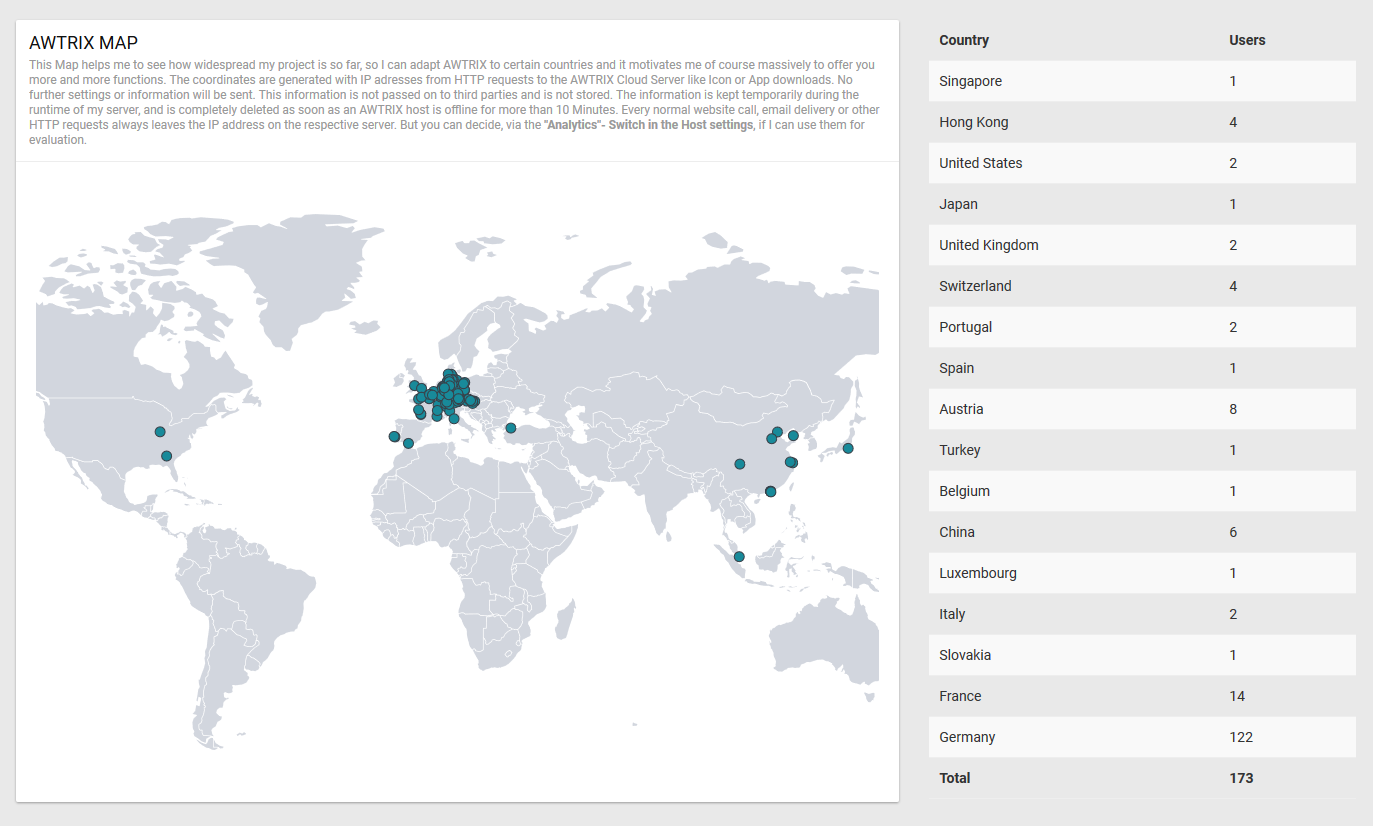 AWTRIX MAP
This Map helps me to see how widespread my project is so far, so I can adapt AWTRIX to certain countries and it motivates me of course massively to offer you
more and more functions. The coordinates are generated with IP adresses from HTTP requests to the AWTRIX Cloud Server like Icon or App downloads. No
further settings or information will be sent. This information is not passed on to third parties and is not stored. The information is kept temporarily during the
runtime of my server, and is completely deleted as soon as an AWTRIX host is offline for more than 10 Minutes. Every normal website call, email delivery or other
HTTP requests always leaves the IP address on the respective server. But you can decide, via the "Analytics"- Switch in the Host settings, if I can use them for
evaluation.
Country Users
Singapore 1
Hong Kong 4
United States 2
Japan 1
United Kingdom 2
Switzerland 4
Portugal 2
Spain 1
Austria 8
Turkey 1
Belgium 1
China 6
Luxembourg 1
Italy 2
Slovakia 1
France 14
Germany 122
Total 173